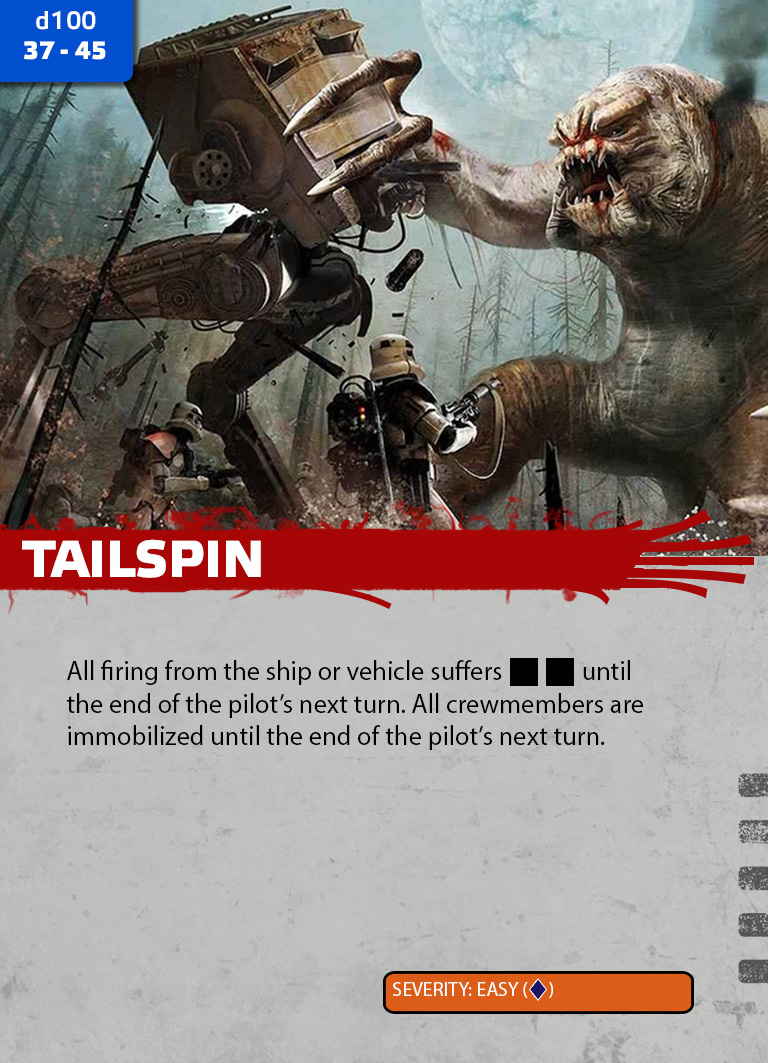 d100
37 - 45
TAILSPIN
All firing from the ship or vehicle suffers ■ ■ until
the end of the pilot’s next turn. All crewmembers are
immobilized until the end of the pilot’s next turn.
SEVERITY: EASY (♦)